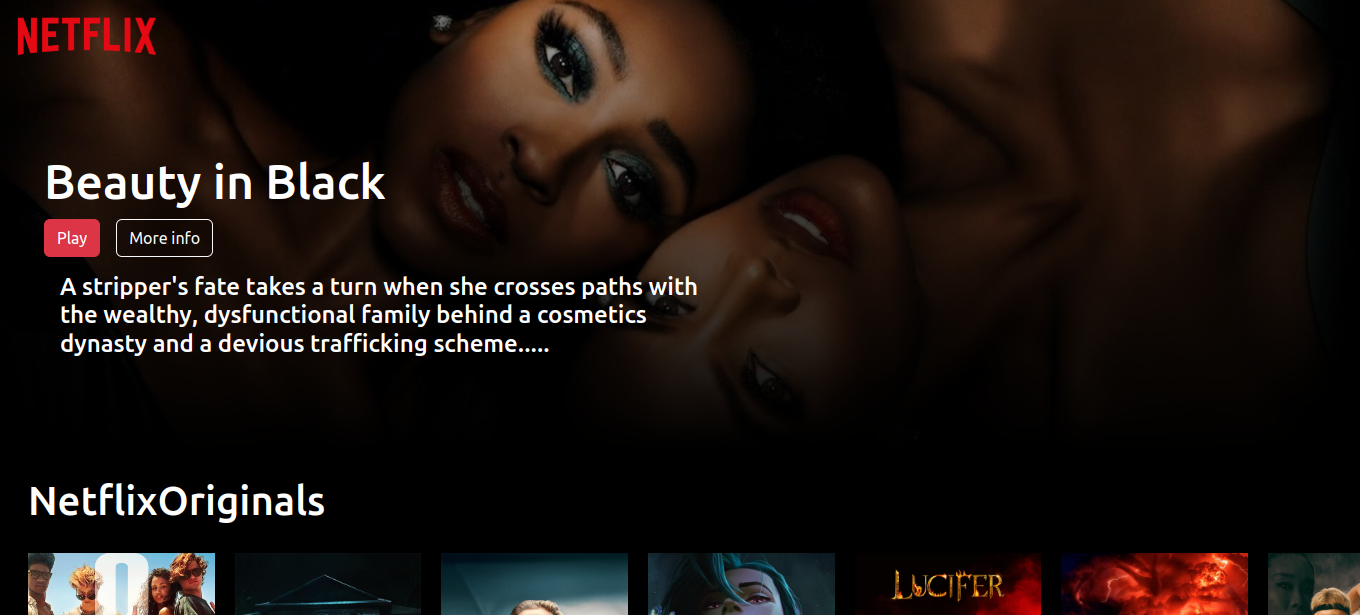 NETFLIX
Beauty in Black
Play More info
A stripper's fate takes a turn when she crosses paths with
the wealthy, dysfunctional family behind a cosmetics
dynasty and a devious trafficking scheme.....
NetflixOriginals
LUCIFER